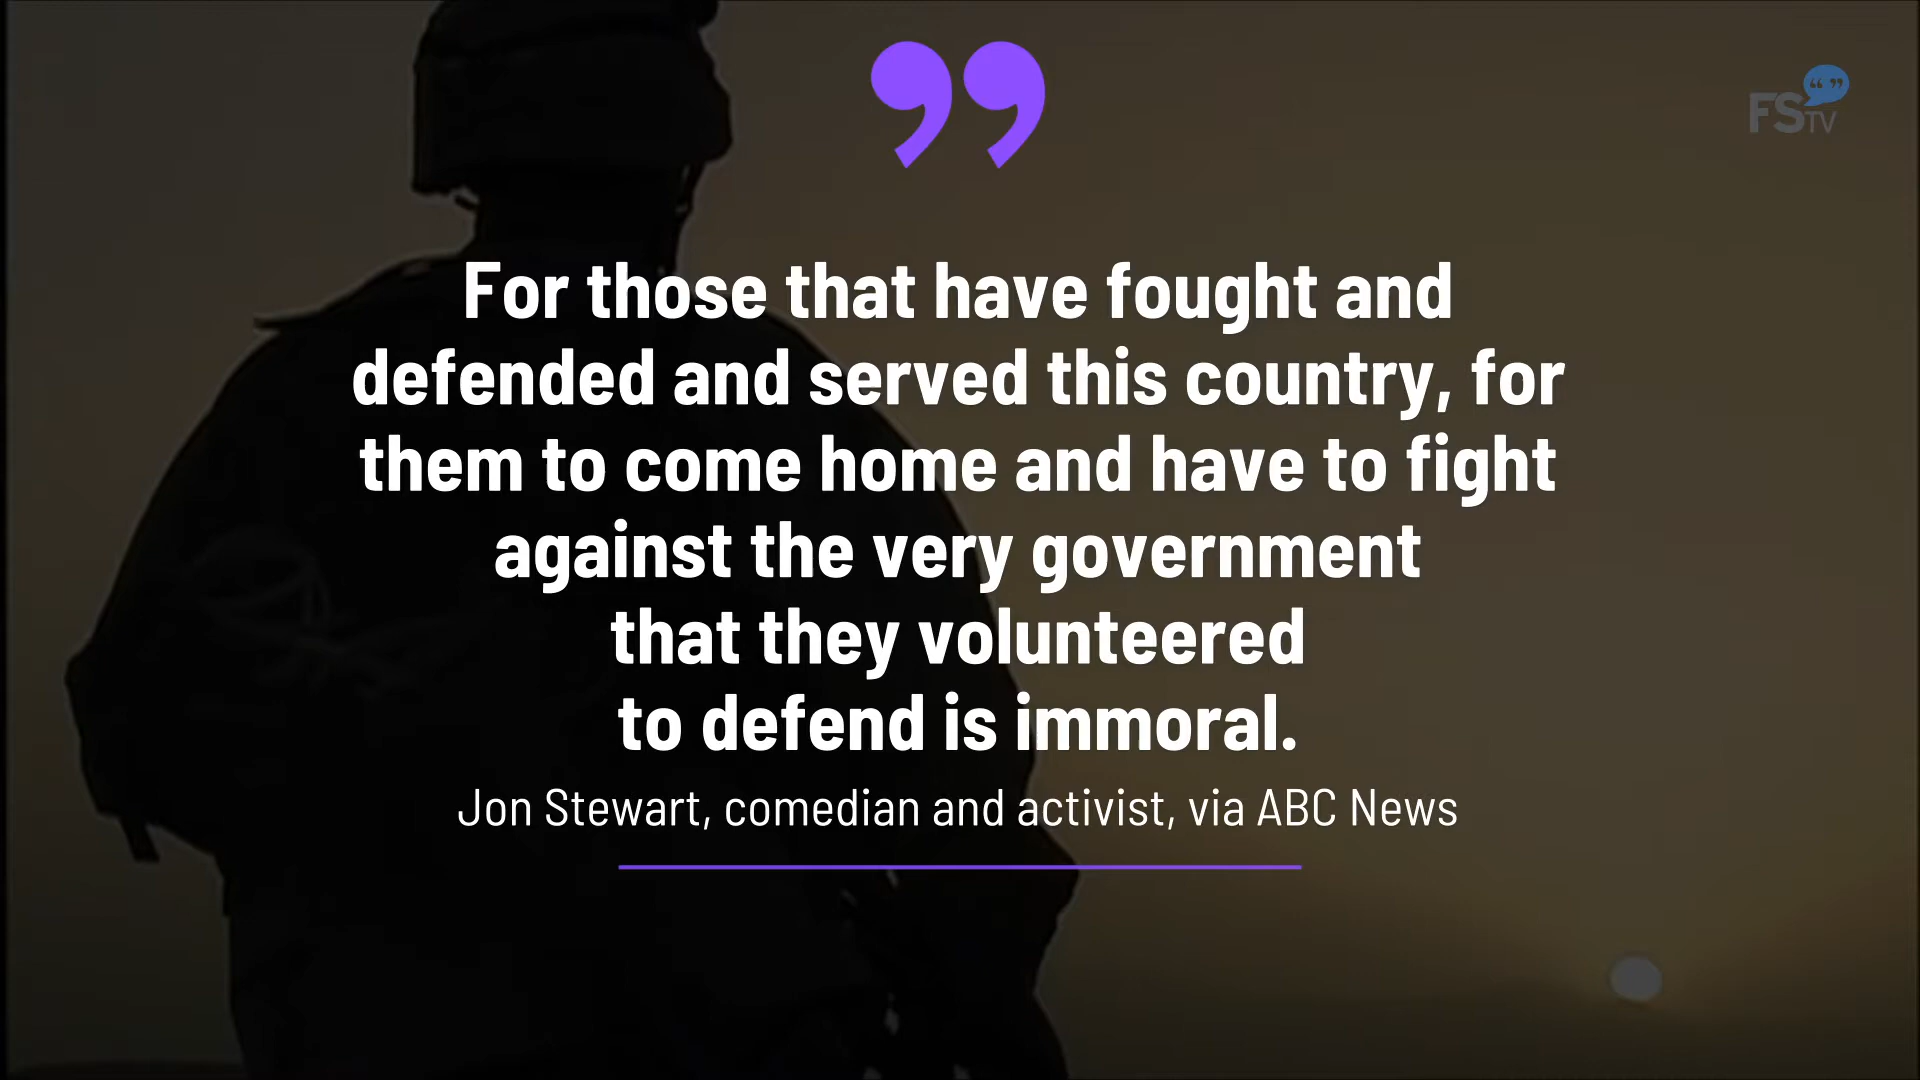 ”
FSTV
“ ”
For those that have fought and
defended and served this country, for
them to come home and have to fight
against the very government
that they volunteered
to defend is immoral.
Jon Stewart, comedian and activist, via ABC News